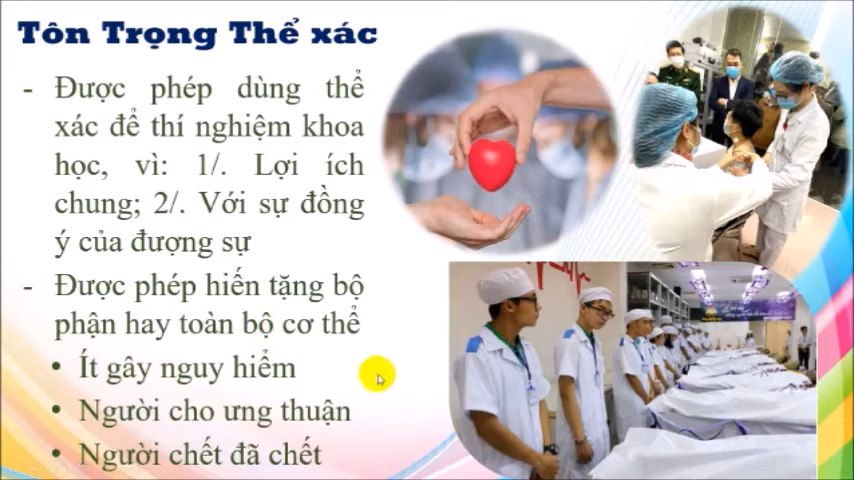 Tôn Trọng Thể xác
- Được phép dùng thể
xác để thí nghiệm khoa
học, vì: 1/. Lợi ích
chung; 2/. Với sự đồng
ý của đượng sự
- Được phép hiến tặng bộ
phận hay toàn bộ cơ thể
• Ít gây nguy hiểm
• Người cho ưng thuận
• Người chết đã chết